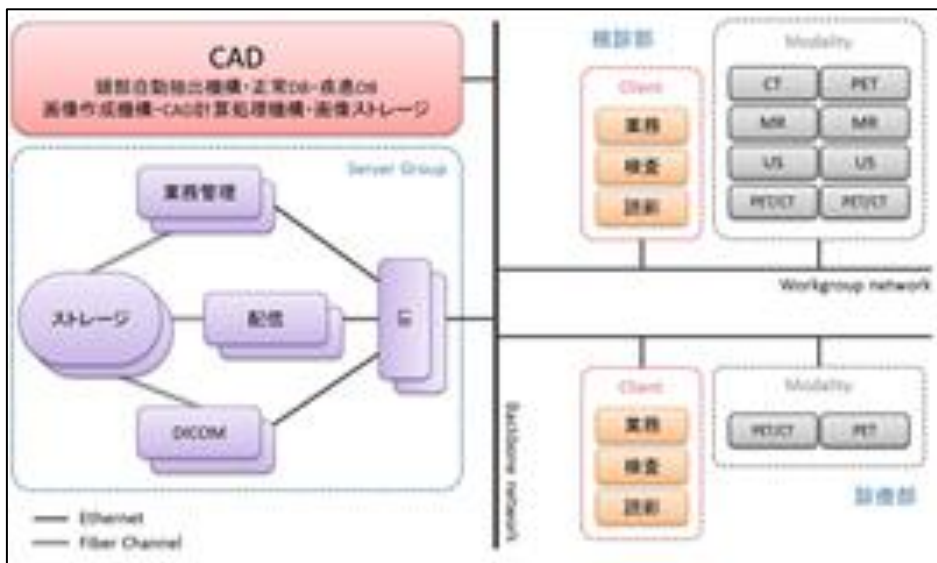 CAD
頭部自動抽出機構・正常DB・疾患DB
画像作成機構・CAD計算処理機構・画像ストレージ
Server Group
業務管理
ストレージ
配信
DICOM
Ethernet
Fiber Channel
Backbone network
検診部
Client
業務
検査
読影
Modality
CT
PET
MR
MR
US
US
PET/CT
PET/CT
Workgroup network
Client
業務
検査
読影
Modality
PET/CT
PET
診療部